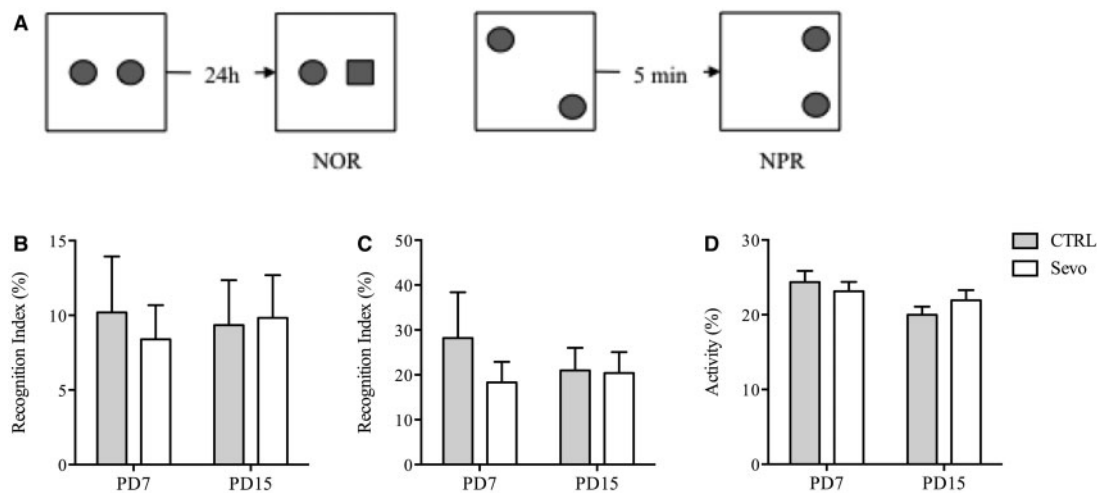 A
24h
5 min
NOR
NPR
B
Recognition Index (%)
15
10
5
0
PD7
PD15
C
Recognition Index (%)
50
40
30
20
10
0
PD7
PD15
D
Activity (%)
30
20
10
0
PD7
PD15
CTRL
Sevo